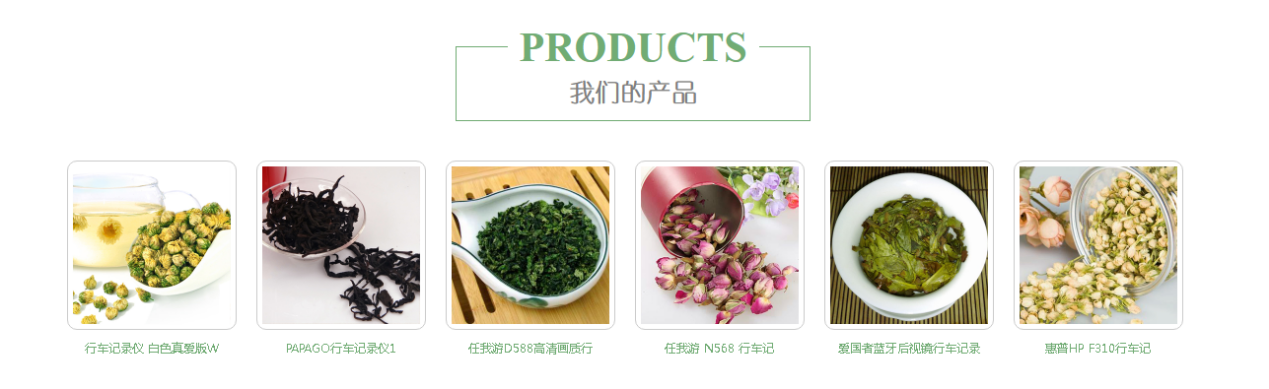 PRODUCTS
我们的产品
行车记录仪 白色真爱版W
PAPAGO行车记录仪1
任我游D588高清画质行
任我游 N568 行车记
爱国者蓝牙后视镜行车记录
惠普HP F310行车记